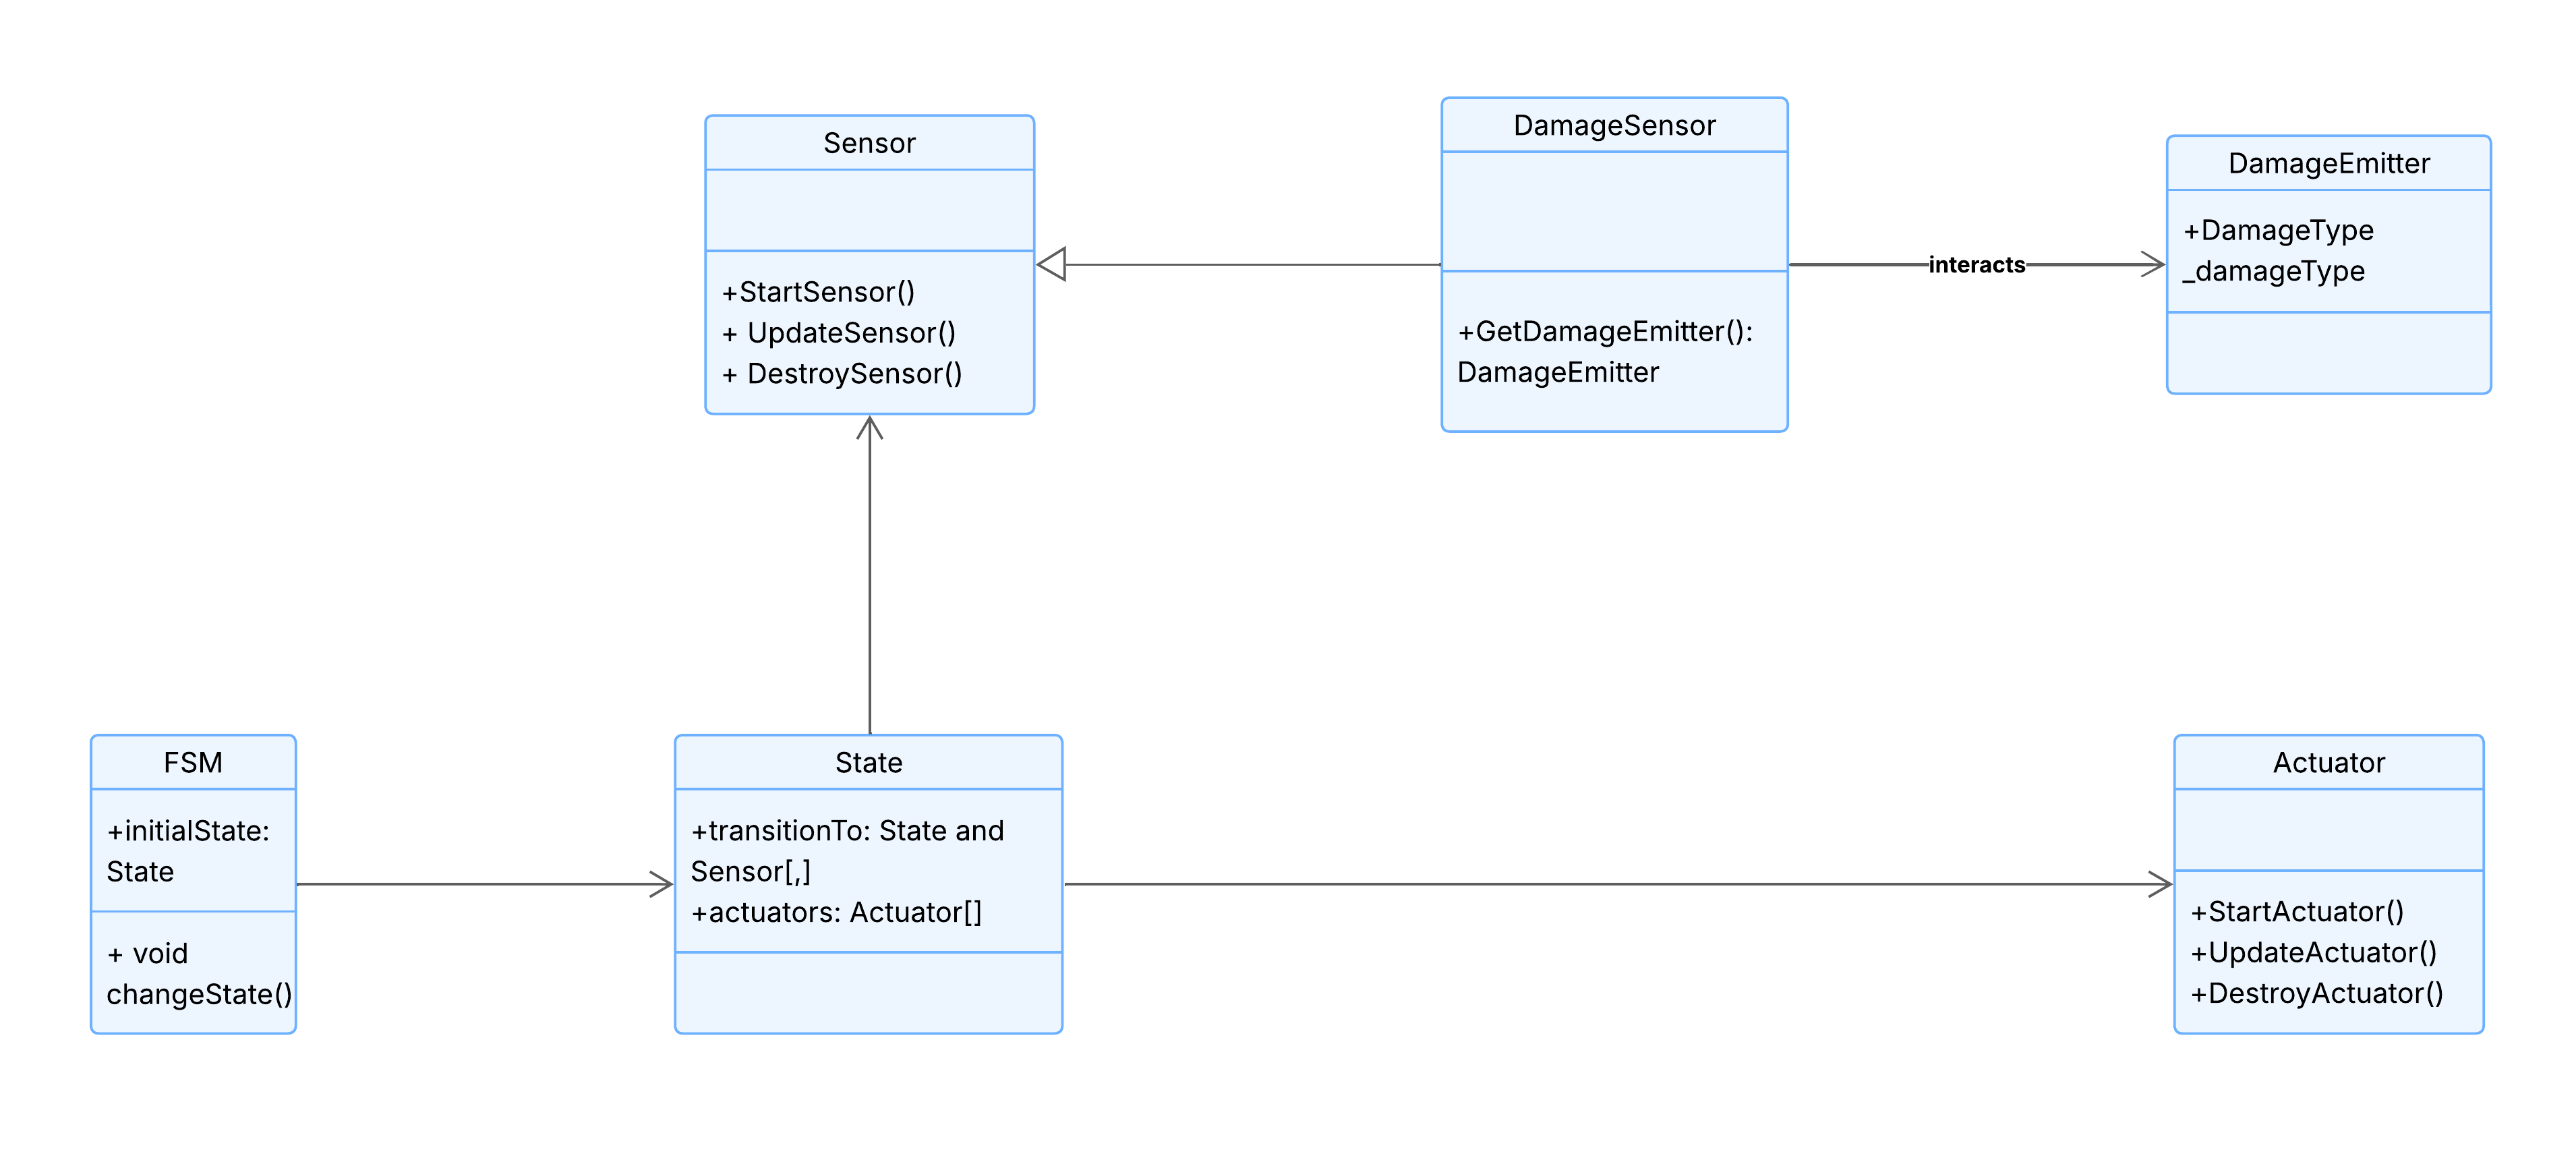 Sensor
+StartSensor()
+ UpdateSensor()
+ DestroySensor()
DamageSensor
+GetDamageEmitter():
DamageEmitter
interacts
DamageEmitter
+DamageType
_damageType
FSM
+initialState:
State
+ void
changeState()
State
+transitionTo: State and
Sensor[,]
+actuators: Actuator[]
Actuator
+StartActuator()
+UpdateActuator()
+DestroyActuator()